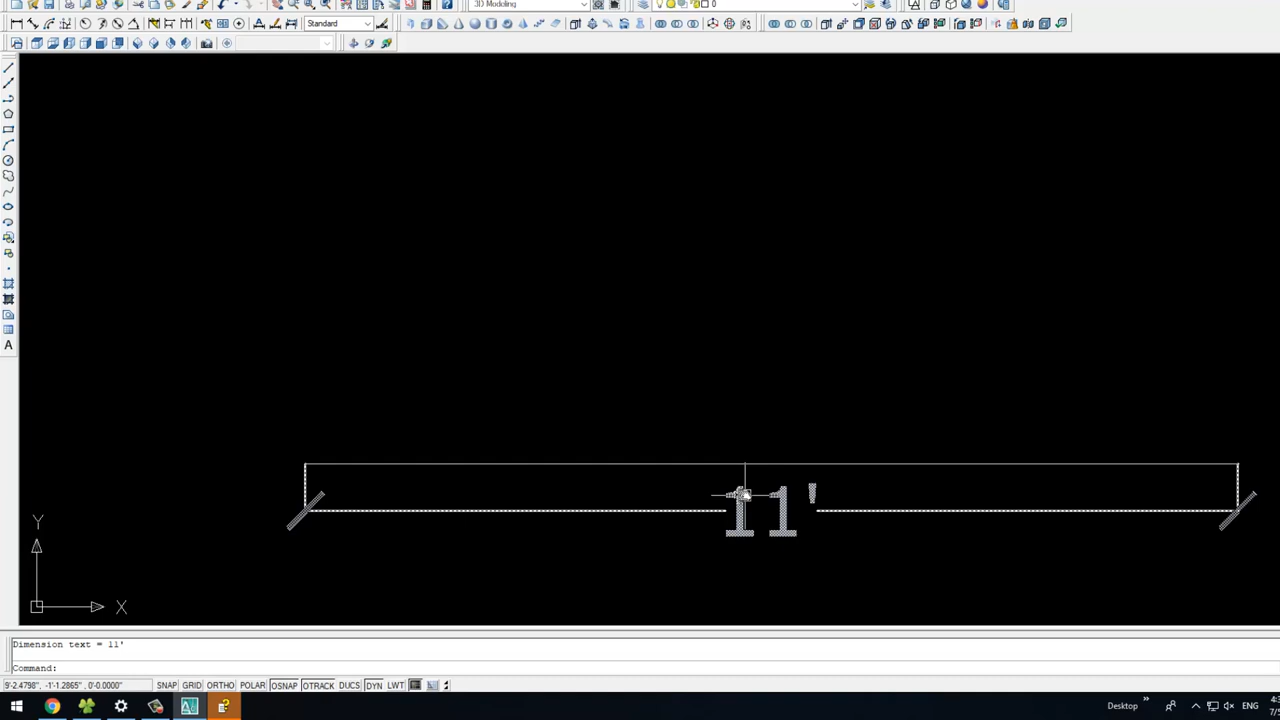 3D Modeling
0
Standard
11'
Y
X
Dimension text = 11'
Command:
9'-2.4798", -1'-1.2865", 0'-0.0000" SNAP GRID ORTHO POLAR OSNAP OTRACK DUCS DYN LWT
Desktop ENG